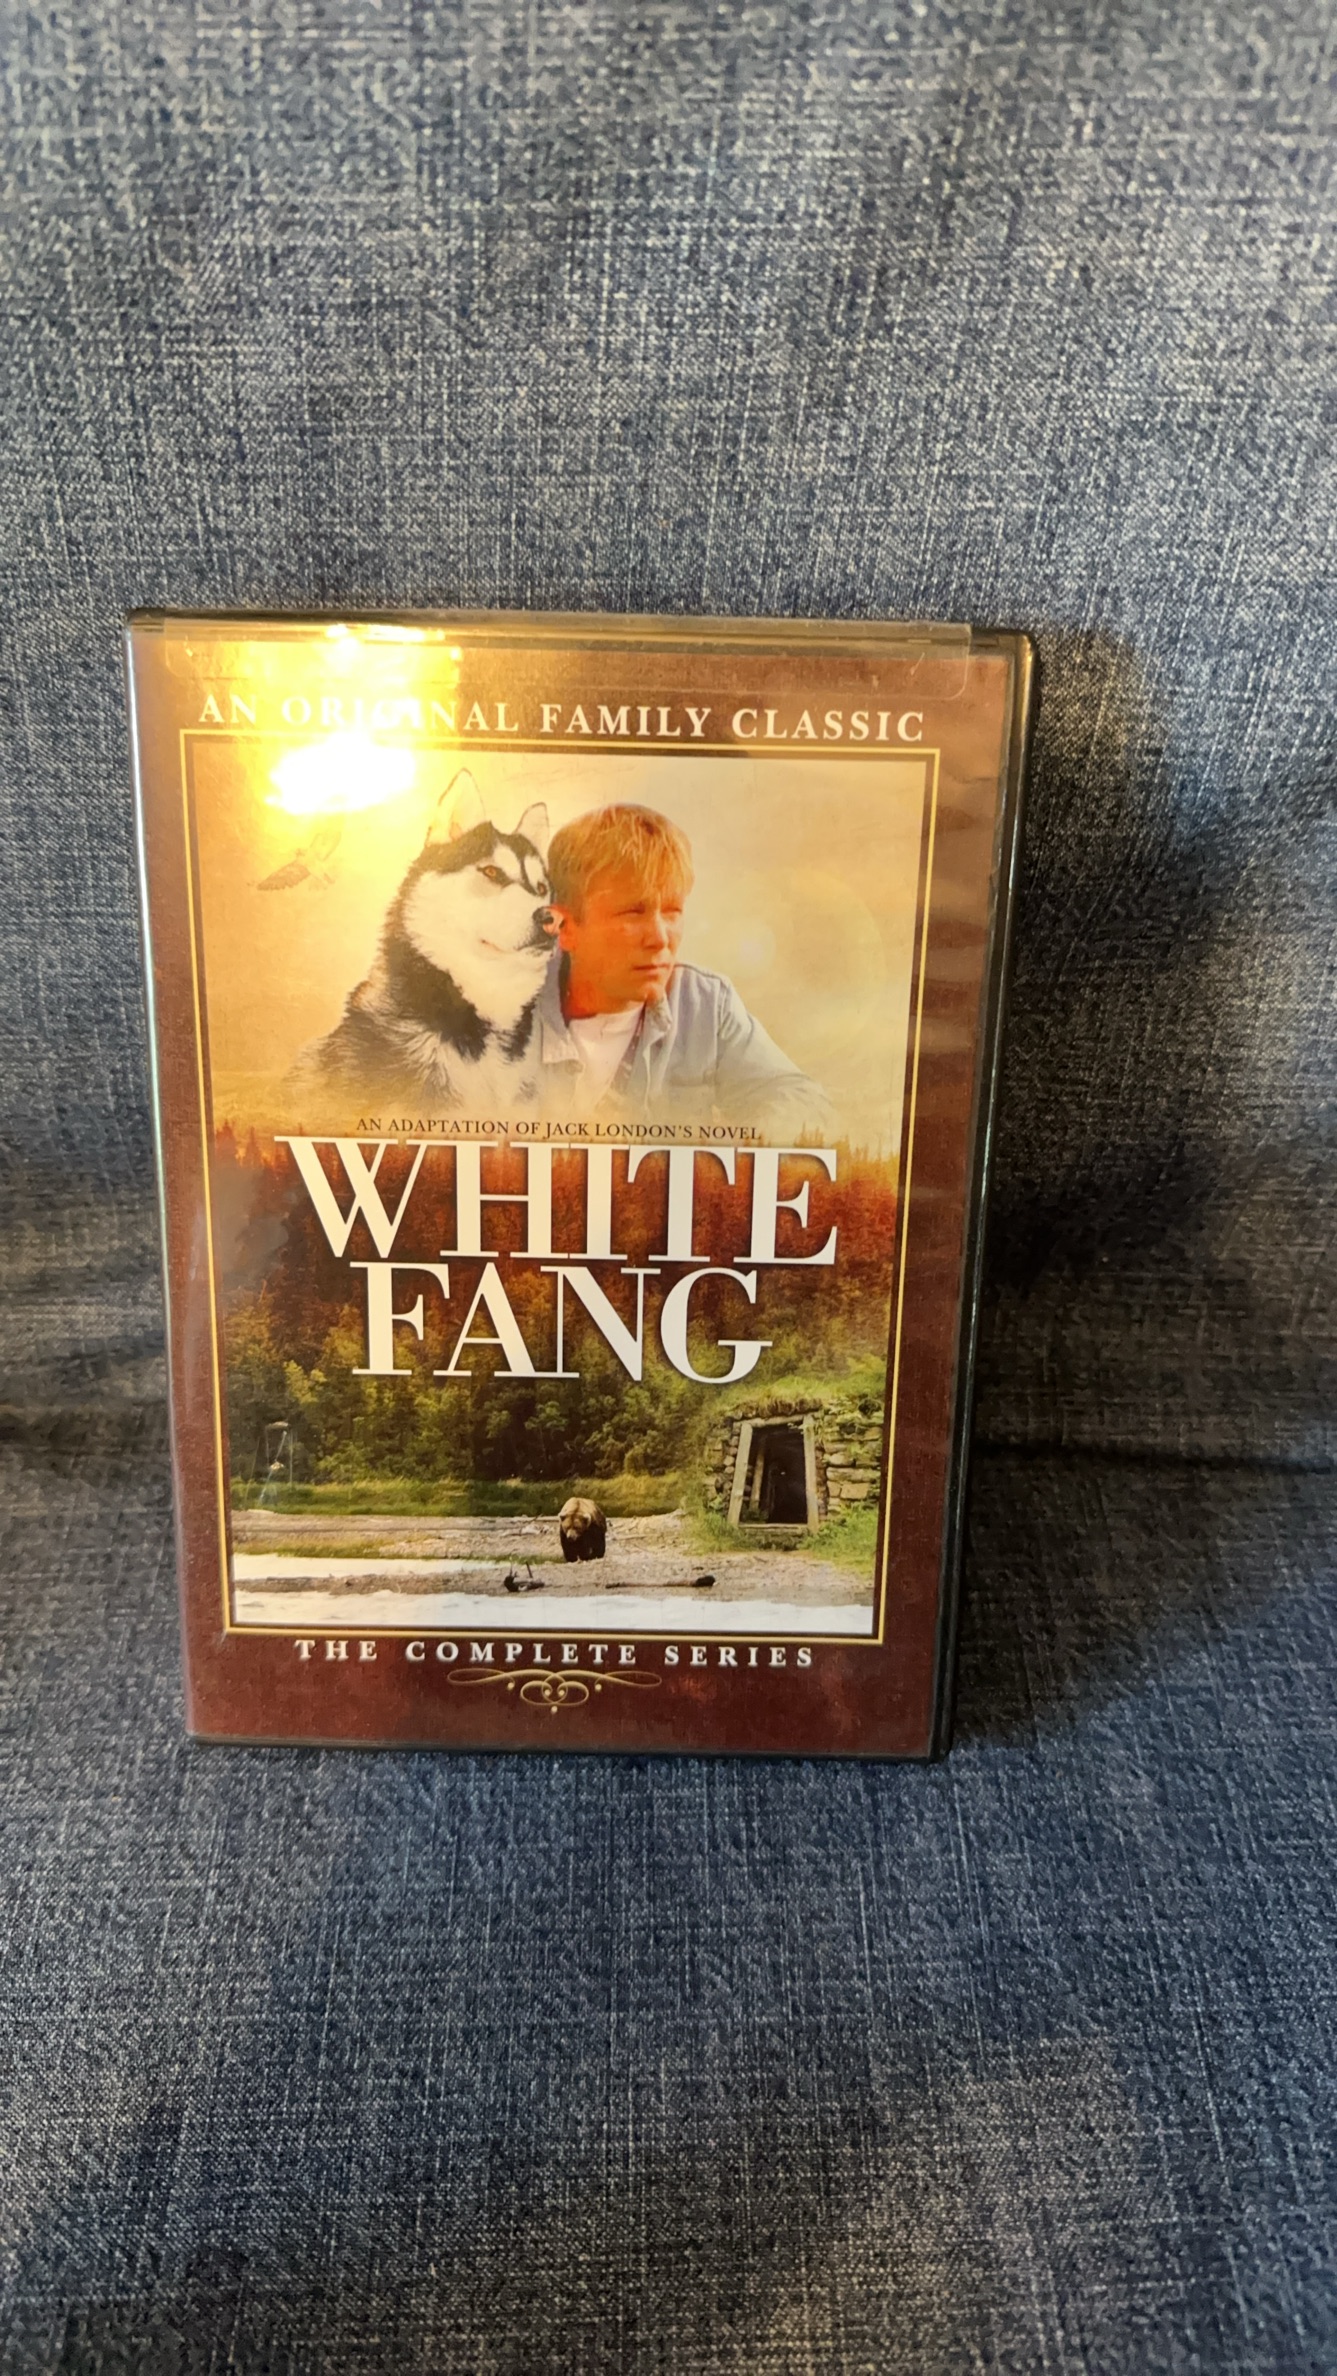 AN ORIGINAL FAMILY CLASSIC
AN ADAPTATION OF JACK LONDON'S NOVEL
WHITE
FANG
THE COMPLETE SERIES